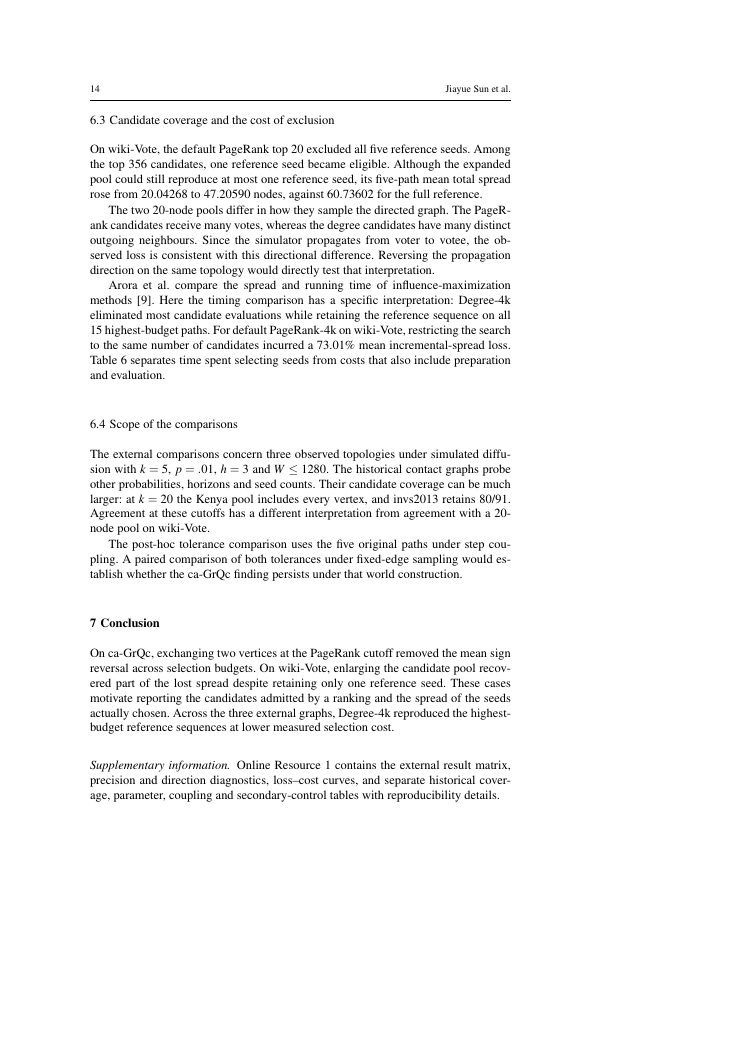 14
Jiayue Sun et al.
6.3 Candidate coverage and the cost of exclusion
On wiki-Vote, the default PageRank top 20 excluded all five reference seeds. Among
the top 356 candidates, one reference seed became eligible. Although the expanded
pool could still reproduce at most one reference seed, its five-path mean total spread
rose from 20.04268 to 47.20590 nodes, against 60.73602 for the full reference.
The two 20-node pools differ in how they sample the directed graph. The PageR-
ank candidates receive many votes, whereas the degree candidates have many distinct
outgoing neighbours. Since the simulator propagates from voter to votee, the ob-
served loss is consistent with this directional difference. Reversing the propagation
direction on the same topology would directly test that interpretation.
Arora et al. compare the spread and running time of influence-maximization
methods [9]. Here the timing comparison has a specific interpretation: Degree-4k
eliminated most candidate evaluations while retaining the reference sequence on all
15 highest-budget paths. For default PageRank-4k on wiki-Vote, restricting the search
to the same number of candidates incurred a 73.01% mean incremental-spread loss.
Table 6 separates time spent selecting seeds from costs that also include preparation
and evaluation.
6.4 Scope of the comparisons
The external comparisons concern three observed topologies under simulated diffu-
sion with k = 5, p = .01, h = 3 and W ≤ 1280. The historical contact graphs probe
other probabilities, horizons and seed counts. Their candidate coverage can be much
larger: at k = 20 the Kenya pool includes every vertex, and invs2013 retains 80/91.
Agreement at these cutoffs has a different interpretation from agreement with a 20-
node pool on wiki-Vote.
The post-hoc tolerance comparison uses the five original paths under step cou-
pling. A paired comparison of both tolerances under fixed-edge sampling would es-
tablish whether the ca-GrQc finding persists under that world construction.
7 Conclusion
On ca-GrQc, exchanging two vertices at the PageRank cutoff removed the mean sign
reversal across selection budgets. On wiki-Vote, enlarging the candidate pool recov-
ered part of the lost spread despite retaining only one reference seed. These cases
motivate reporting the candidates admitted by a ranking and the spread of the seeds
actually chosen. Across the three external graphs, Degree-4k reproduced the highest-
budget reference sequences at lower measured selection cost.
Supplementary information. Online Resource 1 contains the external result matrix,
precision and direction diagnostics, loss–cost curves, and separate historical cover-
age, parameter, coupling and secondary-control tables with reproducibility details.